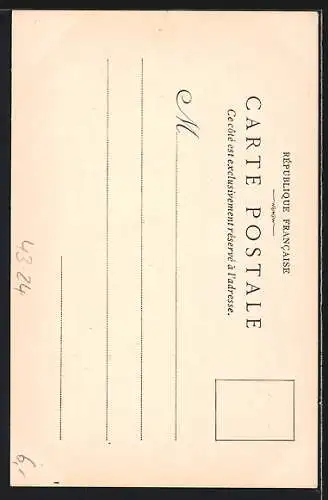 RÉPUBLIQUE FRANÇAISE
CARTE POSTALE
Ce côté est exclusivement réservé à l'adresse.
M
4324
6,-